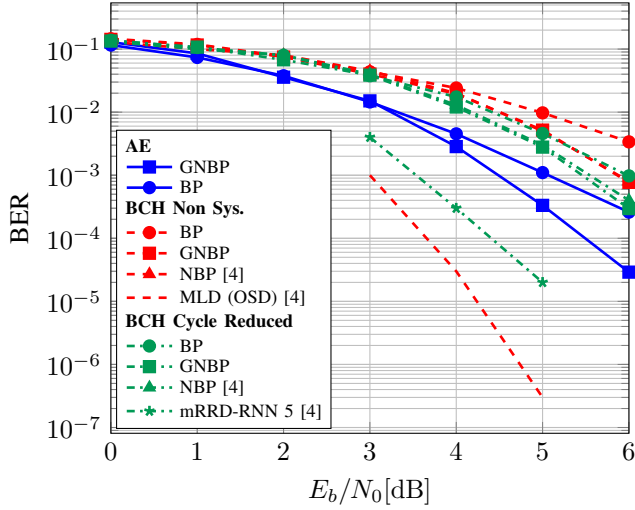 10^{-1}
10^{-2}
10^{-3}
10^{-4}
10^{-5}
10^{-6}
10^{-7}
BER
AE
GNBP
BP
BCH Non Sys.
BP
GNBP
NBP [4]
MLD (OSD) [4]
BCH Cycle Reduced
BP
GNBP
NBP [4]
mRRD-RNN 5 [4]
0 1 2 3 4 5 6
E_b/N_0[dB]